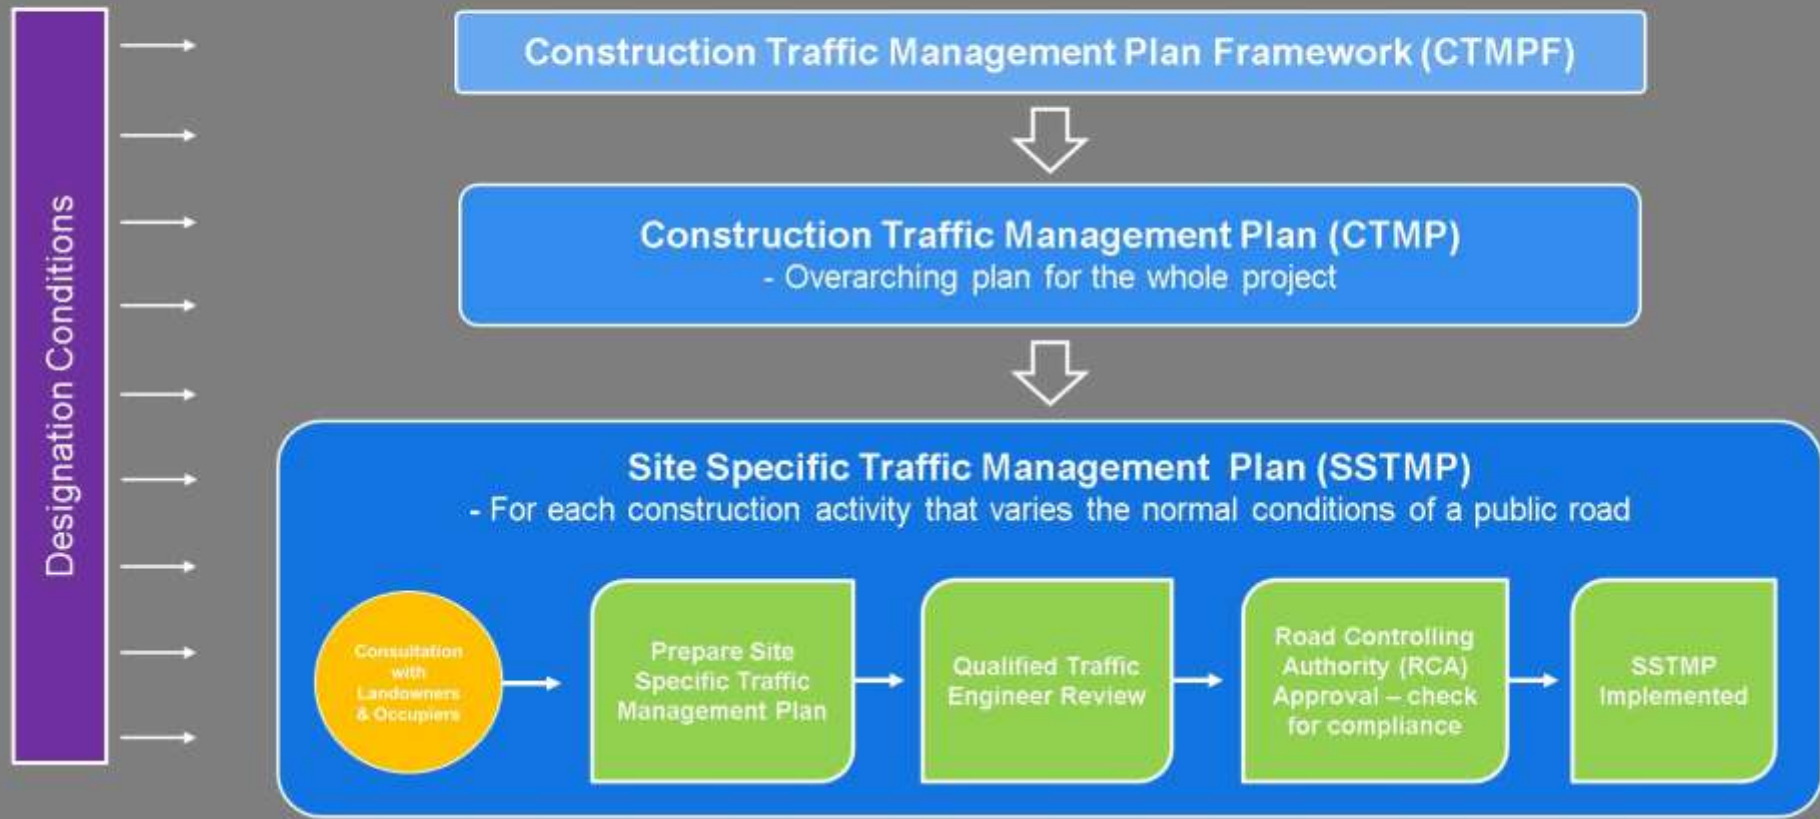 Designation Conditions
Construction Traffic Management Plan Framework (CTMPF)
Construction Traffic Management Plan (CTMP)
- Overarching plan for the whole project
Site Specific Traffic Management Plan (SSTMP)
- For each construction activity that varies the normal conditions of a public road
Consultation
with
Landowners
& Occupiers
Prepare Site
Specific Traffic
Management Plan
Qualified Traffic
Engineer Review
Road Controlling
Authority (RCA)
Approval – check
for compliance
SSTMP
Implemented